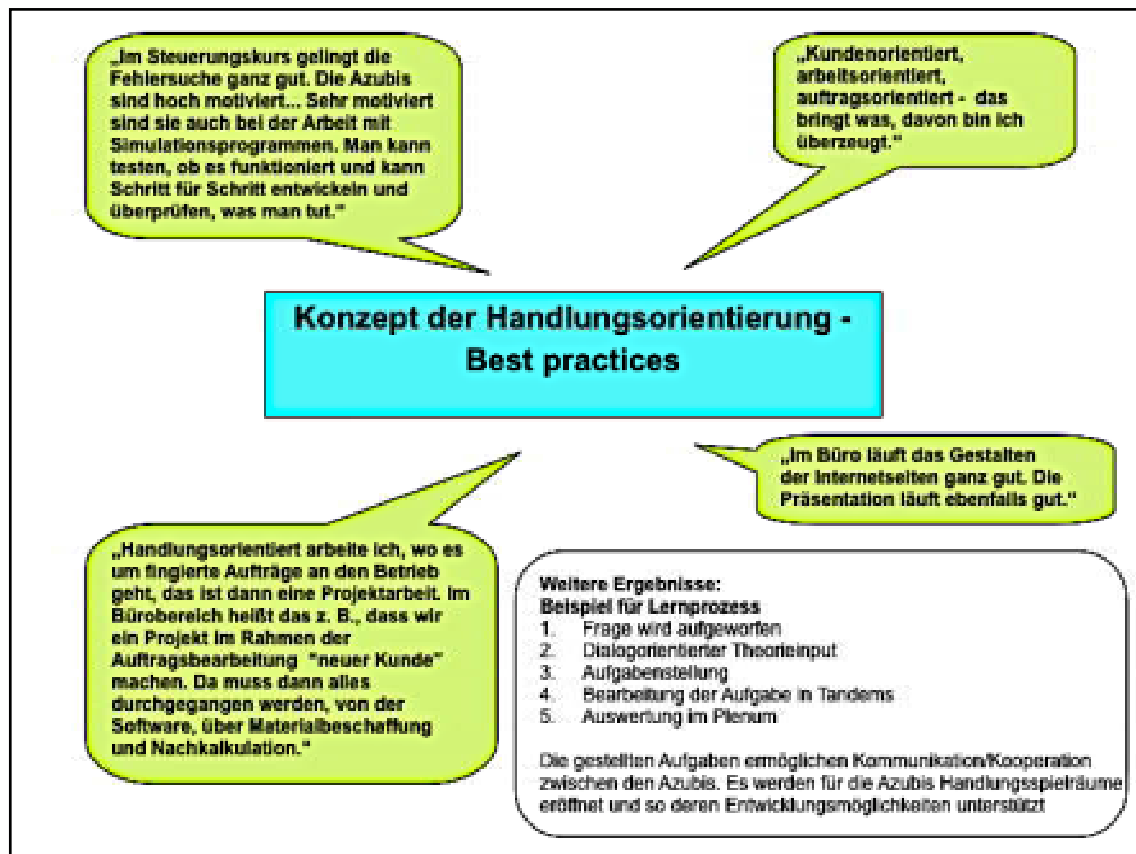 „Im Steuerungskurs gelingt die
Fehlersuche ganz gut. Die Azubis
sind hoch motiviert... Sehr motiviert
sind sie auch bei der Arbeit mit
Simulationsprogrammen. Man kann
testen, ob es funktioniert und kann
Schritt für Schritt entwickeln und
überprüfen, was man tut.“
„Kundenorientiert,
arbeitsorientiert,
auftragsorientiert - das
bringt was, davon bin ich
überzeugt.“
Konzept der Handlungsorientierung -
Best practices
„Im Büro läuft das Gestalten
der Internetseiten ganz gut. Die
Präsentation läuft ebenfalls gut.“
„Handlungsorientiert arbeite ich, wo es
um fingierte Aufträge an den Betrieb
geht, das ist dann eine Projektarbeit. Im
Bürobereich heißt das z. B., dass wir
ein Projekt im Rahmen der
Auftragsbearbeitung "neuer Kunde"
machen. Da muss dann alles
durchgegangen werden, von der
Software, über Materialbeschaffung
und Nachkalkulation.“
Weitere Ergebnisse:
Beispiel für Lernprozess
1. Frage wird aufgeworfen
2. Dialogorientierter Theorieinput
3. Aufgabenstellung
4. Bearbeitung der Aufgabe in Tandems
5. Auswertung im Plenum
Die gestellten Aufgaben ermöglichen Kommunikation/Kooperation
zwischen den Azubis. Es werden für die Azubis Handlungsspielräume
eröffnet und so deren Entwicklungsmöglichkeiten unterstützt